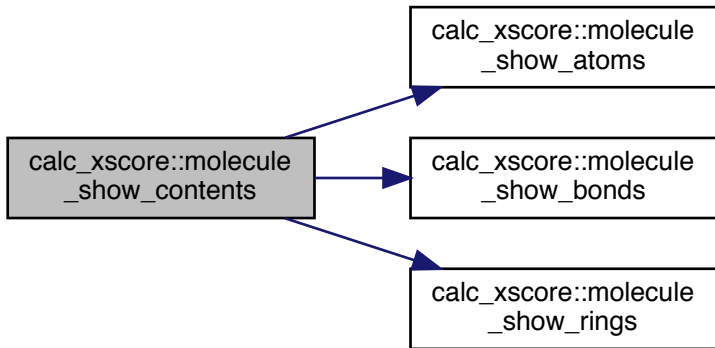 calc_xscore::molecule
_show_contents
calc_xscore::molecule
_show_atoms
calc_xscore::molecule
_show_bonds
calc_xscore::molecule
_show_rings